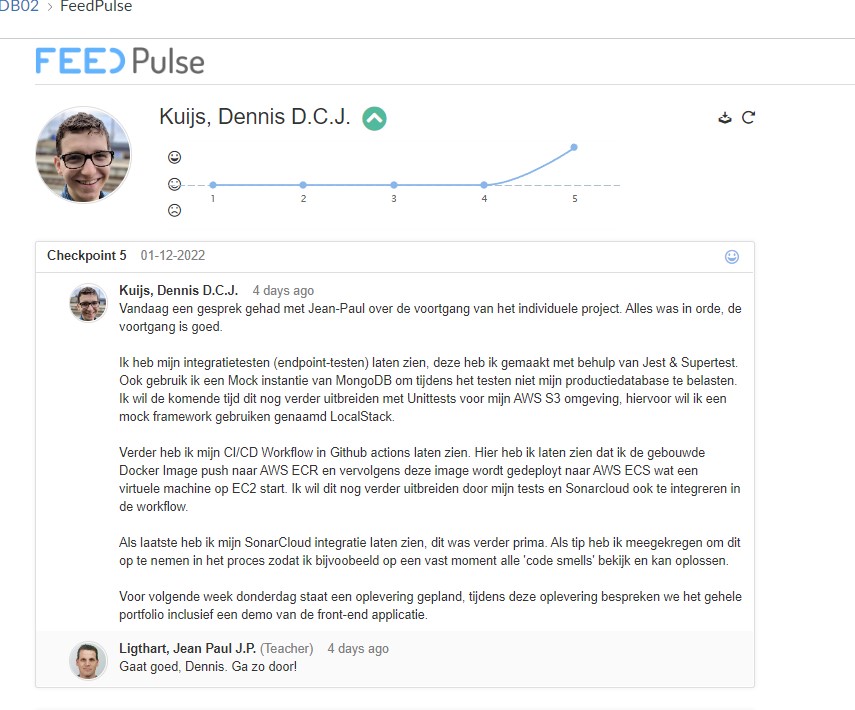 DB02 > FeedPulse
FEED Pulse
Kuijs, Dennis D.C.J.
1 2 3 4 5
Checkpoint 5 01-12-2022
Kuijs, Dennis D.C.J. 4 days ago
Vandaag een gesprek gehad met Jean-Paul over de voortgang van het individuele project. Alles was in orde, de
voortgang is goed.
Ik heb mijn integratietesten (endpoint-testen) laten zien, deze heb ik gemaakt met behulp van Jest & Supertest.
Ook gebruik ik een Mock instantie van MongoDB om tijdens het testen niet mijn productiedatabase te belasten.
Ik wil de komende tijd dit nog verder uitbreiden met Unittests voor mijn AWS S3 omgeving, hiervoor wil ik een
mock framework gebruiken genaamd LocalStack.
Verder heb ik mijn CI/CD Workflow in Github actions laten zien. Hier heb ik laten zien dat ik de gebouwde
Docker Image push naar AWS ECR en vervolgens deze image wordt gedeployt naar AWS ECS wat een
virtuele machine op EC2 start. Ik wil dit nog verder uitbreiden door mijn tests en Sonarcloud ook te integreren in
de workflow.
Als laatste heb ik mijn SonarCloud integratie laten zien, dit was verder prima. Als tip heb ik meegekregen om dit
op te nemen in het proces zodat ik bijvoobeeld op een vast moment alle 'code smells' bekijk en kan oplossen.
Voor volgende week donderdag staat een oplevering gepland, tijdens deze oplevering bespreken we het gehele
portfolio inclusief een demo van de front-end applicatie.
Ligthart, Jean Paul J.P. (Teacher) 4 days ago
Gaat goed, Dennis. Ga zo door!